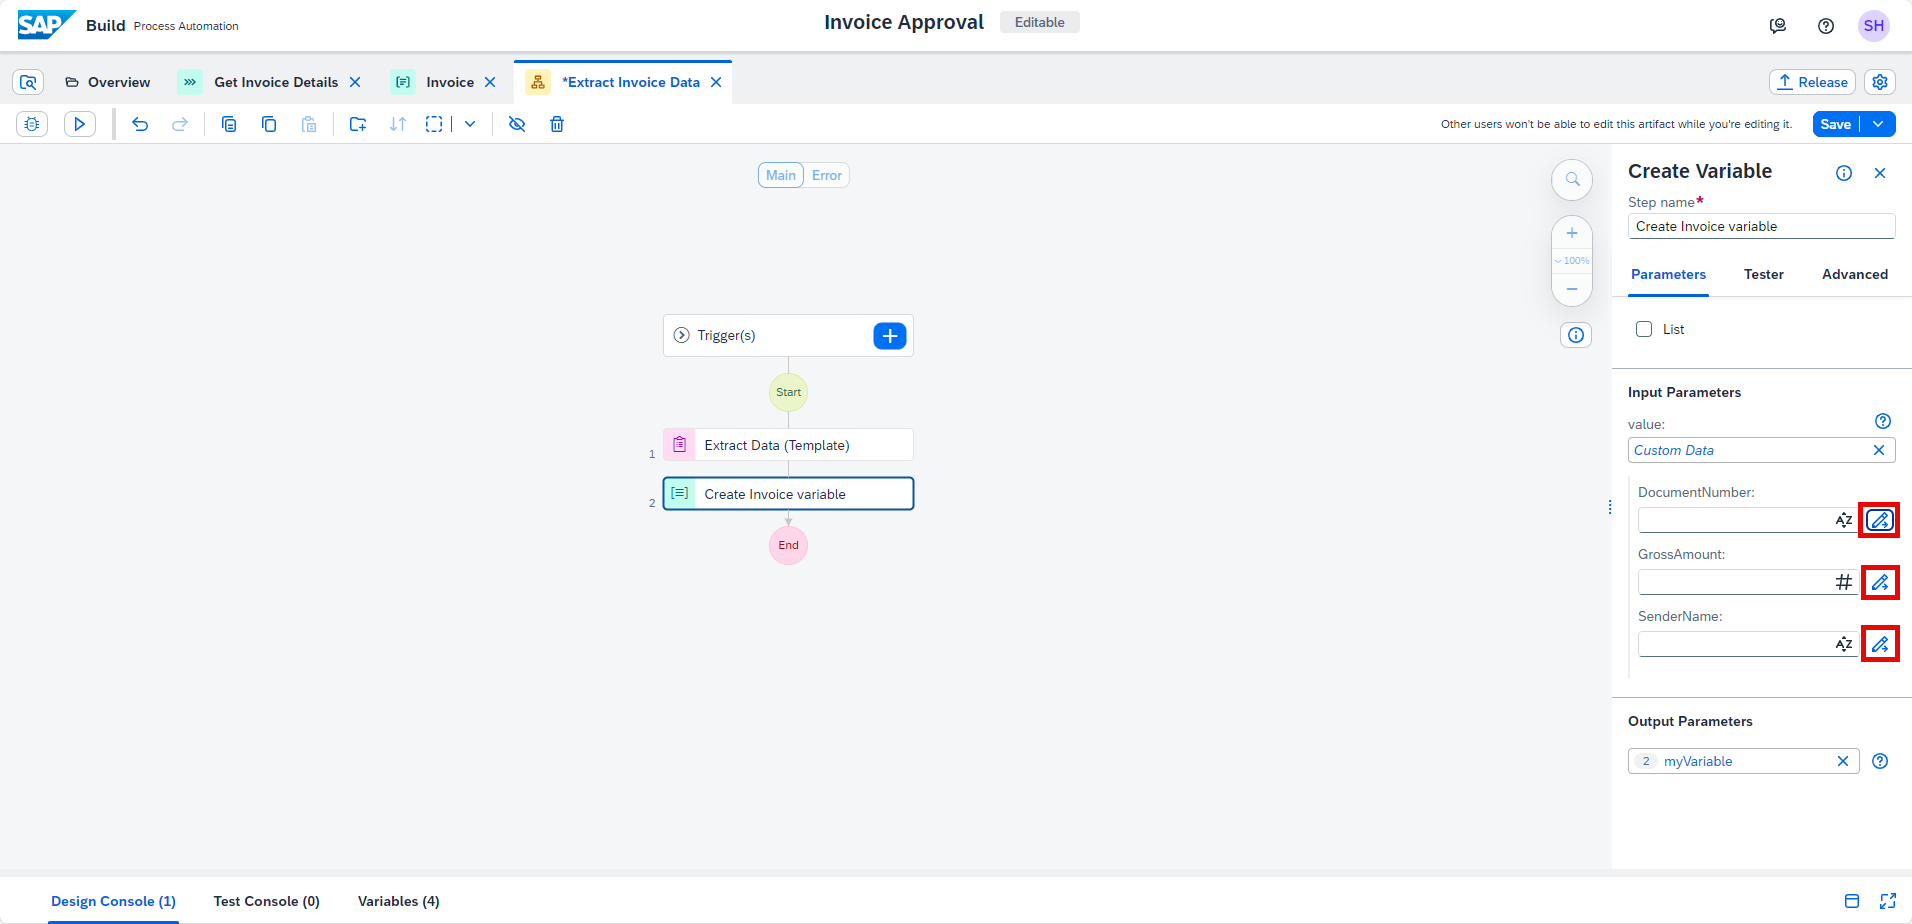 SAP Build Process Automation
Invoice Approval Editable
SH
Overview Get Invoice Details Invoice *Extract Invoice Data
Release
Other users won't be able to edit this artifact while you're editing it.
Save
Main Error
100%
Trigger(s)
Start
1 Extract Data (Template)
2 Create Invoice variable
End
Create Variable
Step name*
Create Invoice variable
Parameters Tester Advanced
List
Input Parameters
value:
Custom Data
DocumentNumber:
GrossAmount:
SenderName:
Output Parameters
2 myVariable
Design Console (1) Test Console (0) Variables (4)